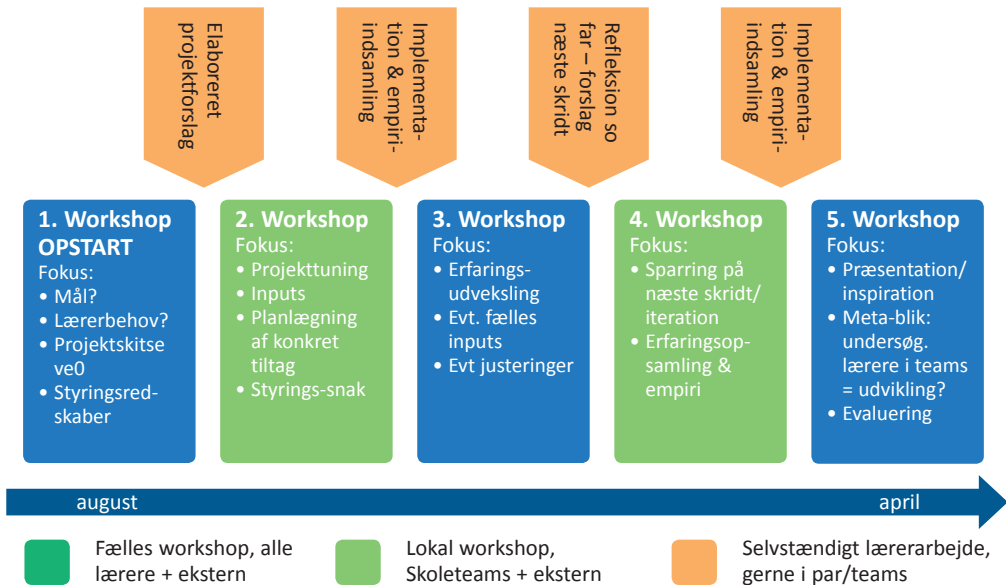 Elaboreret
projektforslag
Implementa-
tion & empiri-
indsamling
Refleksion so
far – forslag
næste skridt
Implementa-
tion & empiri-
indsamling
1. Workshop
OPSTART
Fokus:
• Mål?
• Lærerbehov?
• Projektskitse
ve0
• Styringsred-
skaber
2. Workshop
Fokus:
• Projekttuning
• Inputs
• Planlægning
af konkret
tiltag
• Styrings-snak
3. Workshop
Fokus:
• Erfarings-
udveksling
• Evt. fælles
inputs
• Evt justeringer
4. Workshop
Fokus:
• Sparring på
næste skridt/
iteration
• Erfaringsop-
samling &
empiri
5. Workshop
Fokus:
• Præsentation/
inspiration
• Meta-blik:
undersøg.
lærere i teams
= udvikling?
• Evaluering
august
april
Fælles workshop, alle
lærere + ekstern
Lokal workshop,
Skoleteams + ekstern
Selvstændigt lærerarbejde,
gerne i par/teams